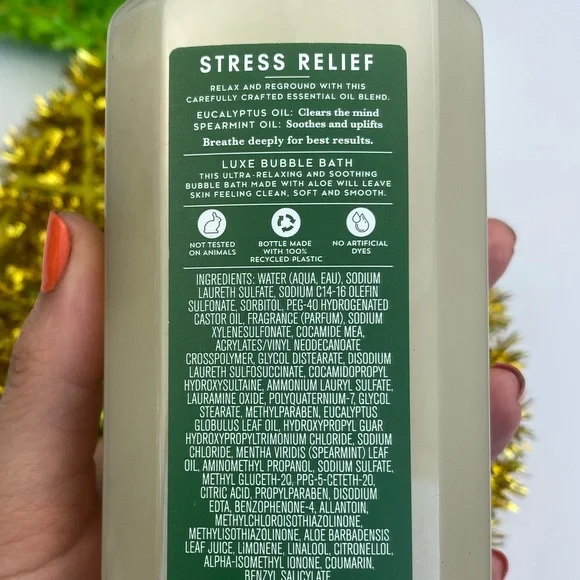 STRESS RELIEF
RELAX AND REGROUND WITH THIS
CAREFULLY CRAFTED ESSENTIAL OIL BLEND.
EUCALYPTUS OIL: Clears the mind
SPEARMINT OIL: Soothes and uplifts
Breathe deeply for best results.
LUXE BUBBLE BATH
THIS ULTRA-RELAXING AND SOOTHING
BUBBLE BATH MADE WITH ALOE WILL LEAVE
SKIN FEELING CLEAN, SOFT AND SMOOTH.
NOT TESTED
ON ANIMALS
BOTTLE MADE
WITH 100%
RECYCLED PLASTIC
NO ARTIFICIAL
DYES
INGREDIENTS: WATER (AQUA, EAU), SODIUM
LAURETH SULFATE, SODIUM C14-16 OLEFIN
SULFONATE, SORBITOL, PEG-40 HYDROGENATED
CASTOR OIL, FRAGRANCE (PARFUM), SODIUM
XYLENESULFONATE, COCAMIDE MEA,
ACRYLATES/VINYL NEODECANOATE
CROSSPOLYMER, GLYCOL DISTEARATE, DISODIUM
LAURETH SULFOSUCCINATE, COCAMIDOPROPYL
HYDROXYSULTAINE, AMMONIUM LAURYL SULFATE,
LAURAMINE OXIDE, POLYQUATERNIUM-7, GLYCOL
STEARATE, METHYLPARABEN, EUCALYPTUS
GLOBULUS LEAF OIL, HYDROXYPROPYL GUAR
HYDROXYPROPYLTRIMONIUM CHLORIDE, SODIUM
CHLORIDE, MENTHA VIRIDIS (SPEARMINT) LEAF
OIL, AMINOMETHYL PROPANOL, SODIUM SULFATE,
METHYL GLUCETH-20, PPG-5-CETETH-20,
CITRIC ACID, PROPYLPARABEN, DISODIUM
EDTA, BENZOPHENONE-4, ALLANTOIN,
METHYLCHLOROISOTHIAZOLINONE,
METHYLISOTHIAZOLINONE, ALOE BARBADENSIS
LEAF JUICE, LIMONENE, LINALOOL, CITRONELLOL,
ALPHA-ISOMETHYL IONONE, COUMARIN,
BENZYL SALICYLATE